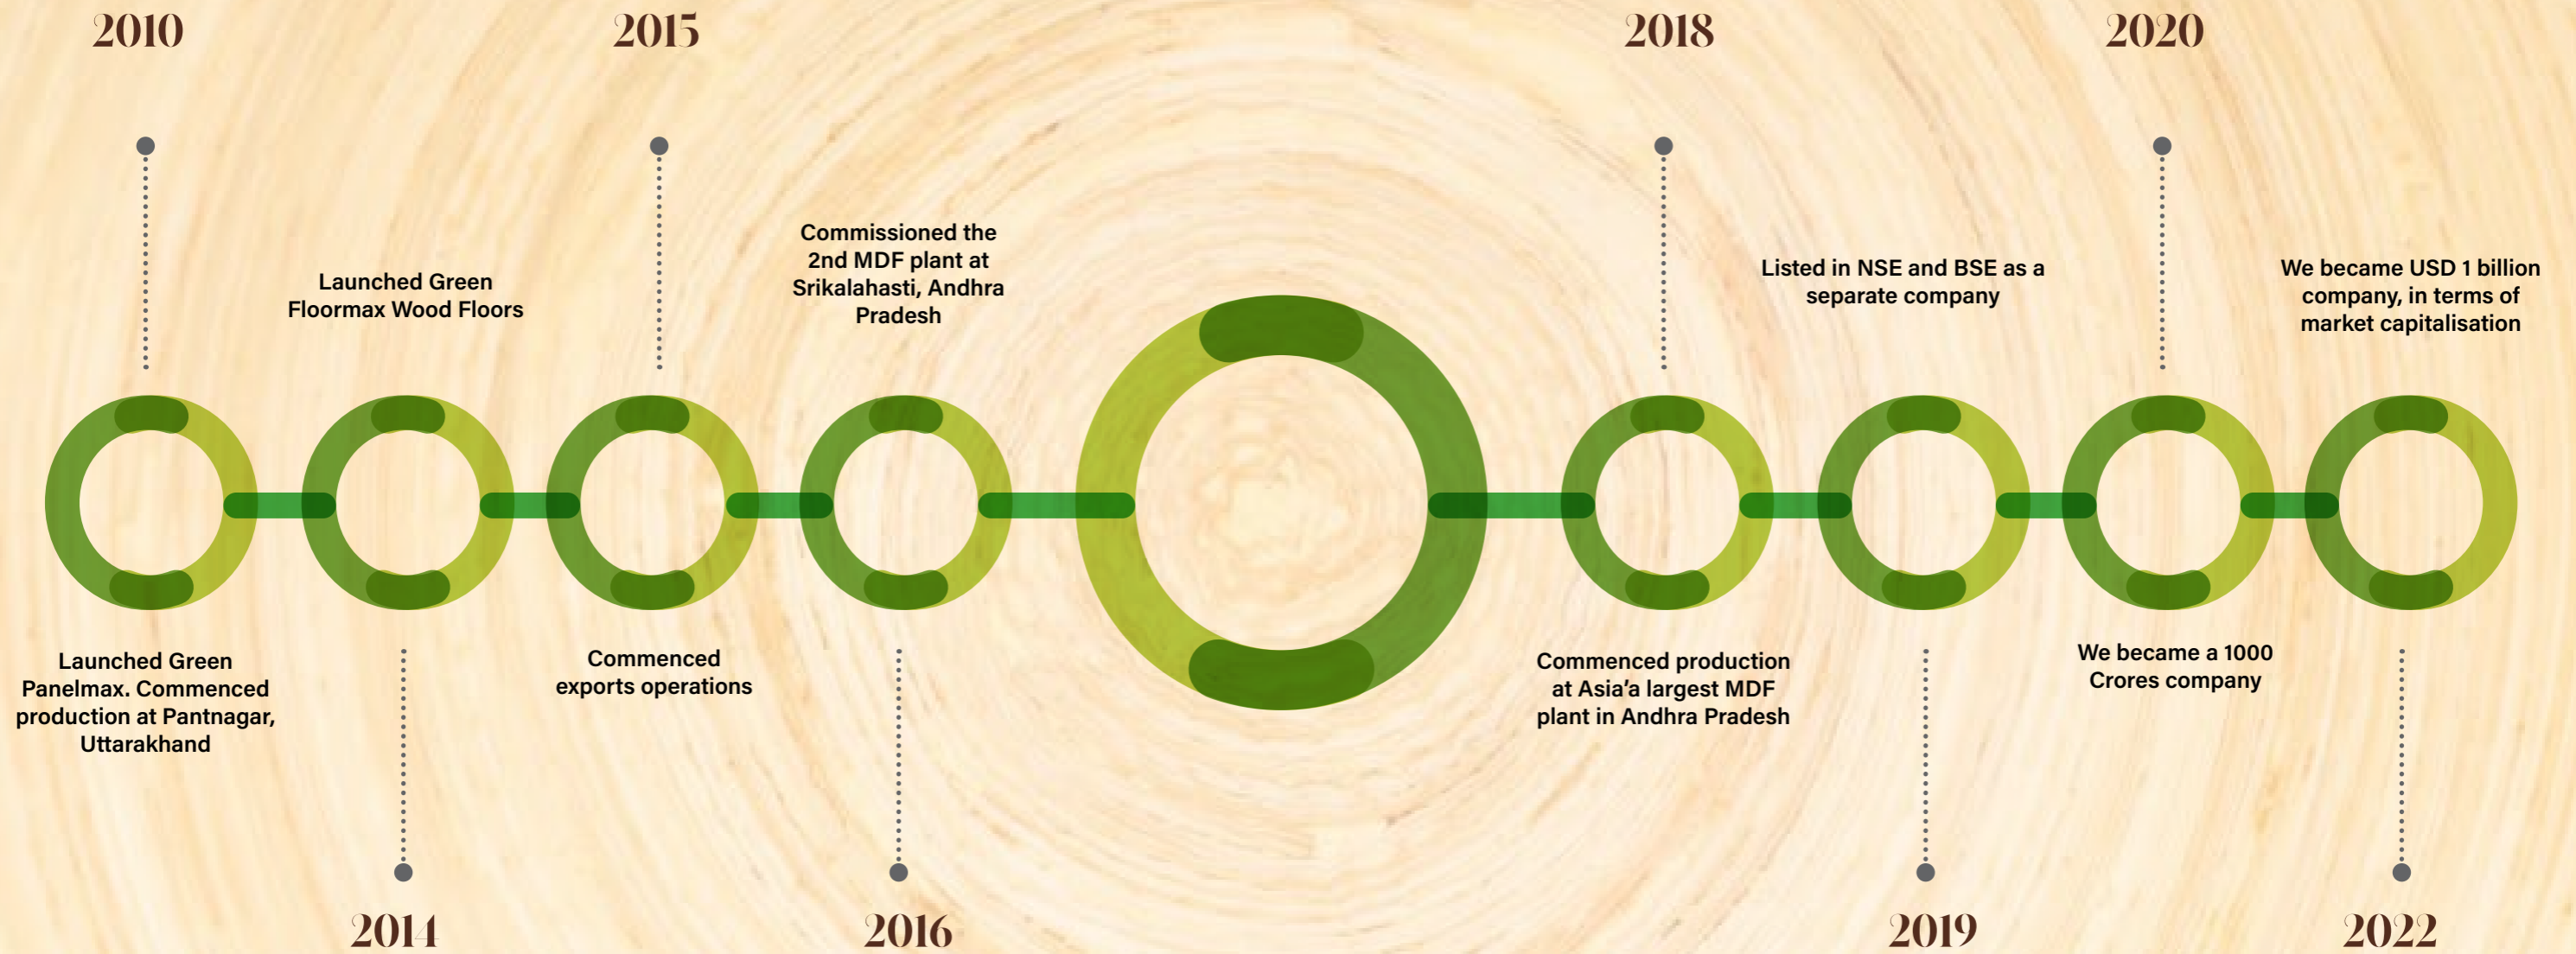 2010
Launched Green
Panelmax. Commenced
production at Pantnagar,
Uttarakhand
Launched Green
Floormax Wood Floors
2014
2015
Commenced
exports operations
Commissioned the
2nd MDF plant at
Srikalahasti, Andhra
Pradesh
2016
2018
Commenced production
at Asia'a largest MDF
plant in Andhra Pradesh
Listed in NSE and BSE as a
separate company
2019
2020
We became a 1000
Crores company
We became USD 1 billion
company, in terms of
market capitalisation
2022